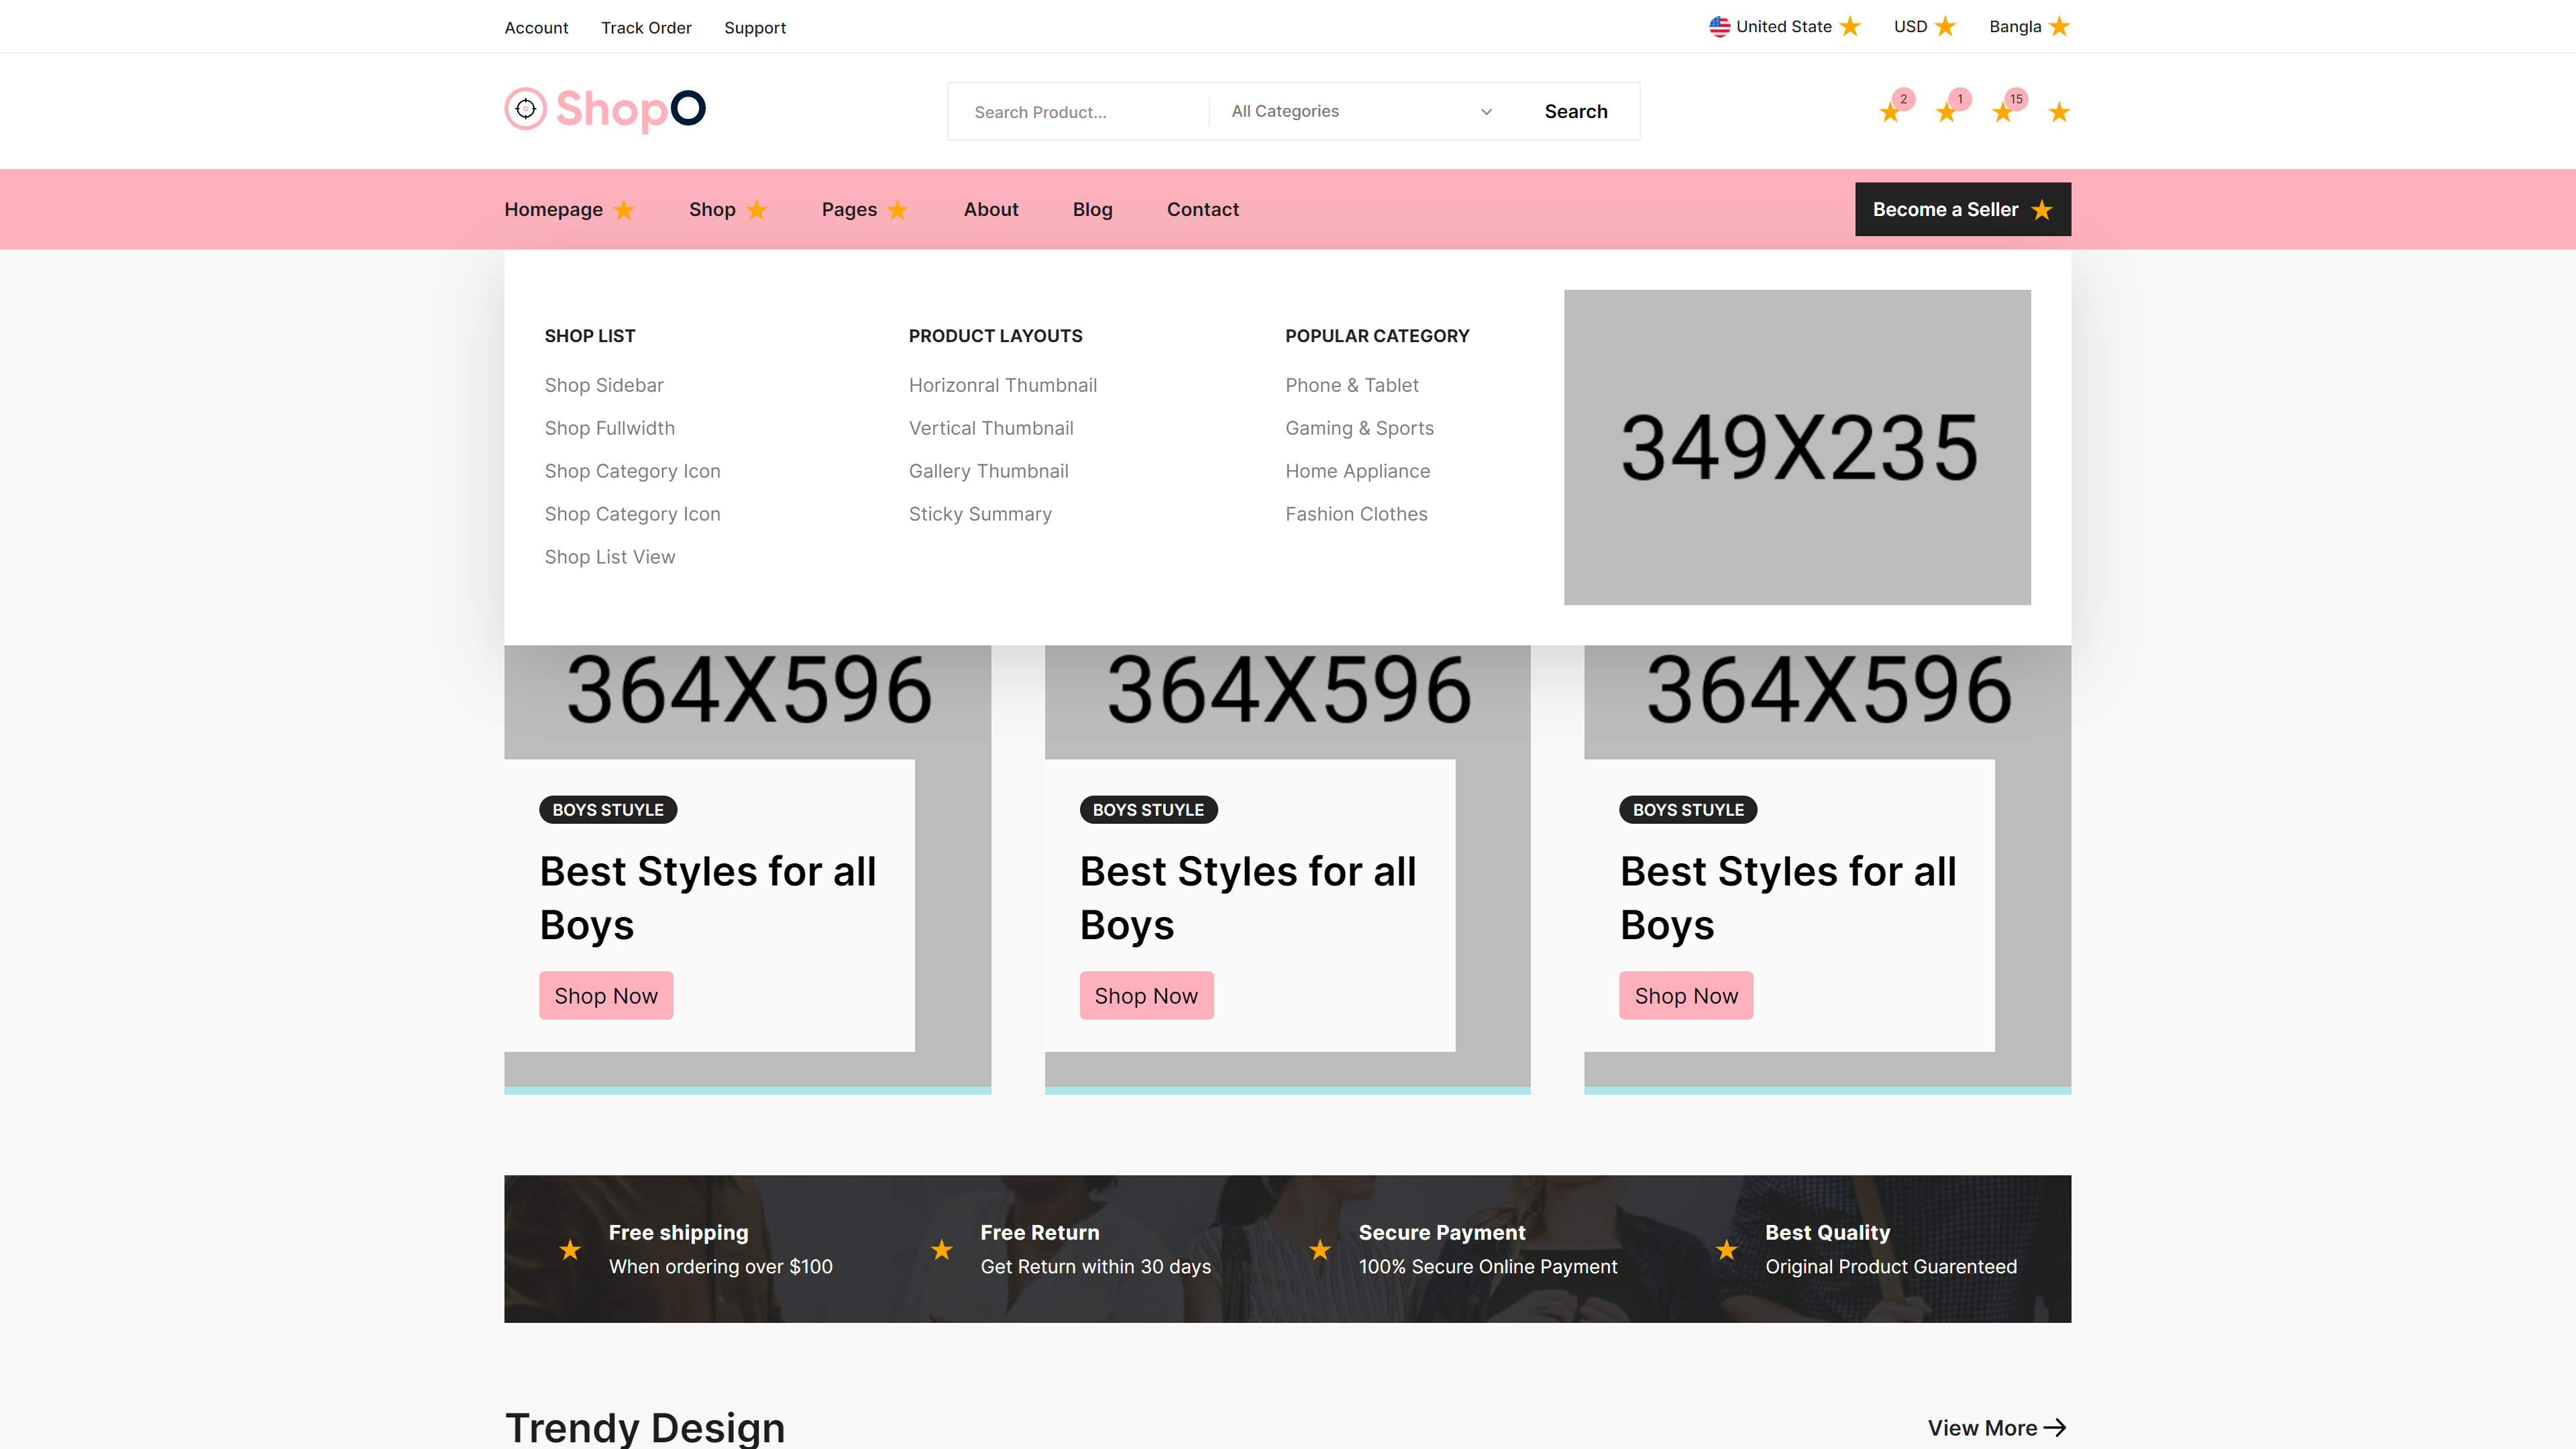 Account Track Order Support
United State USD Bangla
ShopO
Search Product... All Categories Search
2 1 15
Homepage Shop Pages About Blog Contact
Become a Seller
SHOP LIST
Shop Sidebar
Shop Fullwidth
Shop Category Icon
Shop Category Icon
Shop List View
PRODUCT LAYOUTS
Horizonral Thumbnail
Vertical Thumbnail
Gallery Thumbnail
Sticky Summary
POPULAR CATEGORY
Phone & Tablet
Gaming & Sports
Home Appliance
Fashion Clothes
349X235
364X596
BOYS STUYLE
Best Styles for all
Boys
Shop Now
364X596
BOYS STUYLE
Best Styles for all
Boys
Shop Now
364X596
BOYS STUYLE
Best Styles for all
Boys
Shop Now
Free shipping
When ordering over $100
Free Return
Get Return within 30 days
Secure Payment
100% Secure Online Payment
Best Quality
Original Product Guarenteed
Trendy Design
View More